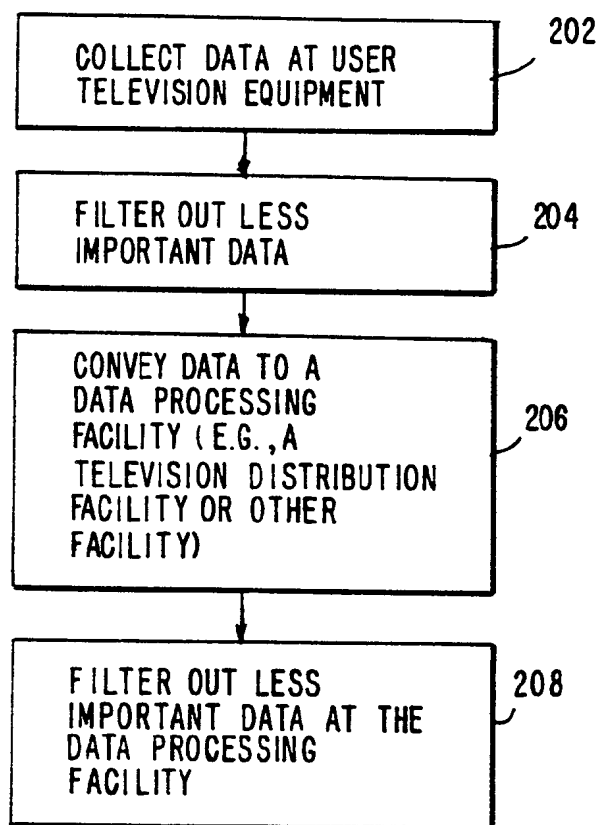 COLLECT DATA AT USER
TELEVISION EQUIPMENT
202
FILTER OUT LESS
IMPORTANT DATA
204
CONVEY DATA TO A
DATA PROCESSING
FACILITY (E.G., A
TELEVISION DISTRIBUTION
FACILITY OR OTHER
FACILITY)
206
FILTER OUT LESS
IMPORTANT DATA AT THE
DATA PROCESSING
FACILITY
208